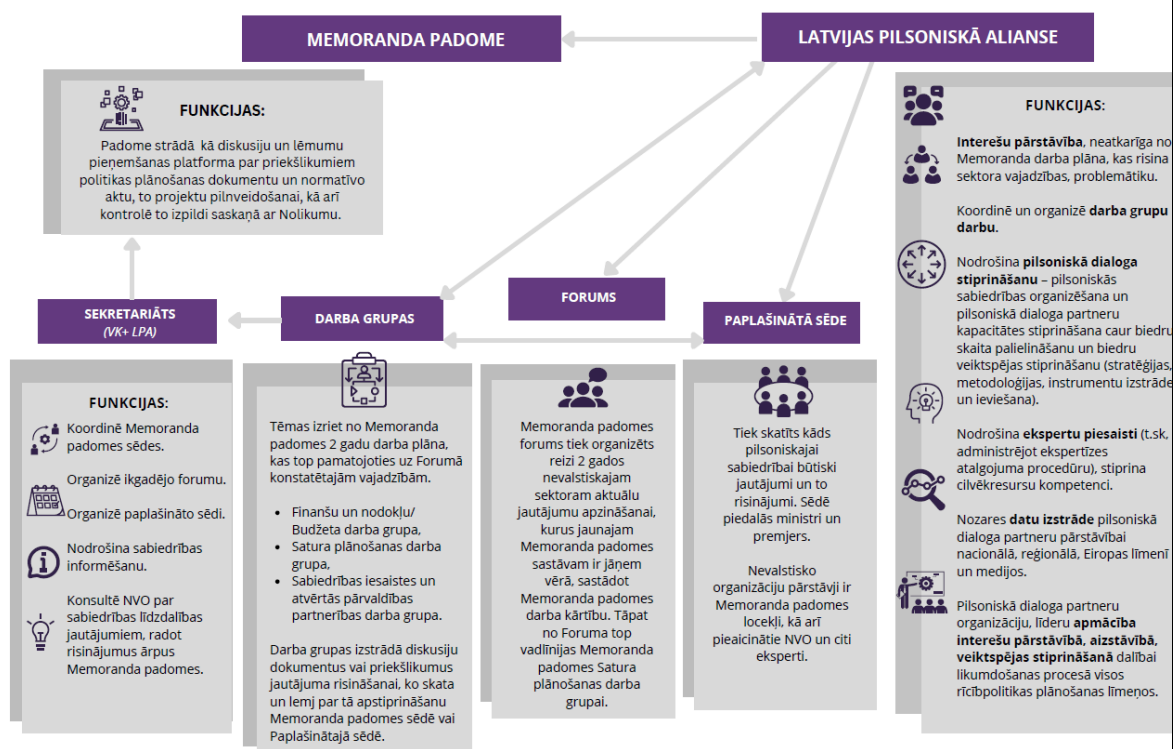 MEMORANDA PADOME
LATVIJAS PILSONISKĀ ALIANSE
FUNKCIJAS:
Padome strādā kā diskusiju un lēmumu
pieņemšanas platforma par priekšlikumiem
politikas plānošanas dokumentu un normatīvo
aktu, to projektu pilnveidošanai, kā arī
kontrolē to izpildi saskaņā ar Nolikumu.
SEKRETARIĀTS
(VK+ LPA)
DARBA GRUPAS
FORUMS
PAPLAŠINĀTĀ SĒDE
FUNKCIJAS:
Koordinē Memoranda
padomes sēdes.
Organizē ikgadējo forumu.
Organizē paplašināto sēdi.
Nodrošina sabiedrības
informēšanu.
Konsultē NVO par
sabiedrības līdzdalības
jautājumiem, radot
risinājumus ārpus
Memoranda padomes.
Tēmas izriet no Memoranda
padomes 2 gadu darba plāna,
kas top pamatojoties uz Forumā
konstatētajām vajadzībām.
• Finanšu un nodokļu/
Budžeta darba grupa,
• Satura plānošanas darba
grupa,
• Sabiedrības iesaistes un
atvērtās pārvaldības
partnerības darba grupa.
Darba grupas izstrādā diskusiju
dokumentus vai priekšlikumus
jautājuma risināšanai, ko skata
un lemj par tā apstiprināšanu
Memoranda padomes sēdē vai
Paplašinātajā sēdē.
Memoranda padomes
forums tiek organizēts
reizi 2 gados
nevalstiskajam
sektoram aktuālu
jautājumu apzināšanai,
kurus jaunajam
Memoranda padomes
sastāvam ir jāņem
vērā, sastādot
Memoranda padomes
darba kārtību. Tāpat
no Foruma top
vadlīnijas Memoranda
padomes Satura
plānošanas darba
grupai.
Tiek skatīts kāds
pilsoniskajai
sabiedrībai būtiski
jautājumi un to
risinājumi. Sēdē
piedalās ministri un
premjers.
Nevalstisko
organizāciju pārstāvji ir
Memoranda padomes
locekļi, kā arī
pieaicinātie NVO un citi
eksperti.
FUNKCIJAS:
Interešu pārstāvība, neatkarīga no
Memoranda darba plāna, kas risina
sektora vajadzības, problemātiku.
Koordinē un organizē darba grupu
darbu.
Nodrošina pilsoniskā dialoga
stiprināšanu – pilsoniskās
sabiedrības organizēšana un
pilsoniskā dialoga partneru
kapacitātes stiprināšana caur biedru
skaita palielināšanu un biedru
veiktspējas stiprināšanu (stratēģijas,
metodoloģijas, instrumentu izstrāde
un ieviešana).
Nodrošina ekspertu piesaisti (t.sk,
administrējot ekspertīzes
atalgojuma procedūru), stiprina
cilvēkresursu kompetenci.
Nozares datu izstrāde pilsoniskā
dialoga partneru pārstāvībai
nacionālā, reģionālā, Eiropas līmenī
un medijos.
Pilsoniskā dialoga partneru
organizāciju, līderu apmācība
interešu pārstāvībā, aizstāvībā,
veiktspējas stiprināšanā dalībai
likumdošanas procesā visos
rīcībpolitikas plānošanas līmeņos.